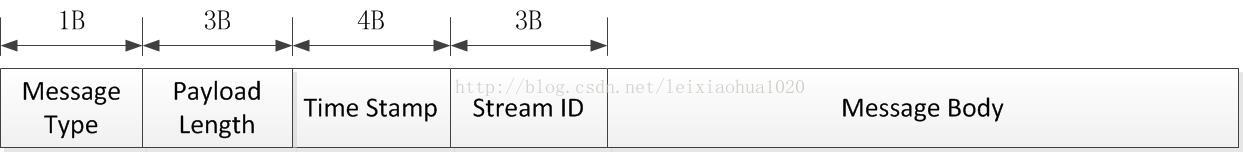 1B 3B 4B 3B
Message Type
Payload Length
Time Stamp
Stream ID
Message Body
http://blog.csdn.net/leixiaohua1020